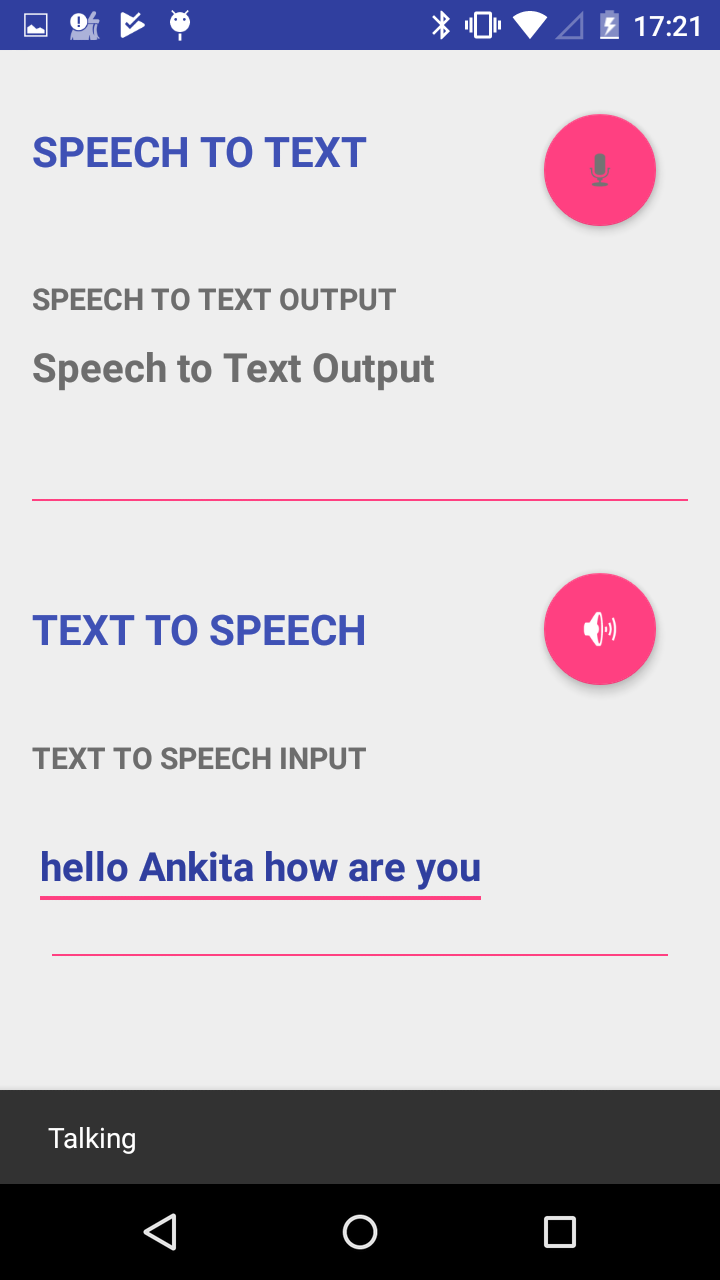 17:21
SPEECH TO TEXT
SPEECH TO TEXT OUTPUT
Speech to Text Output
TEXT TO SPEECH
TEXT TO SPEECH INPUT
hello Ankita how are you
Talking